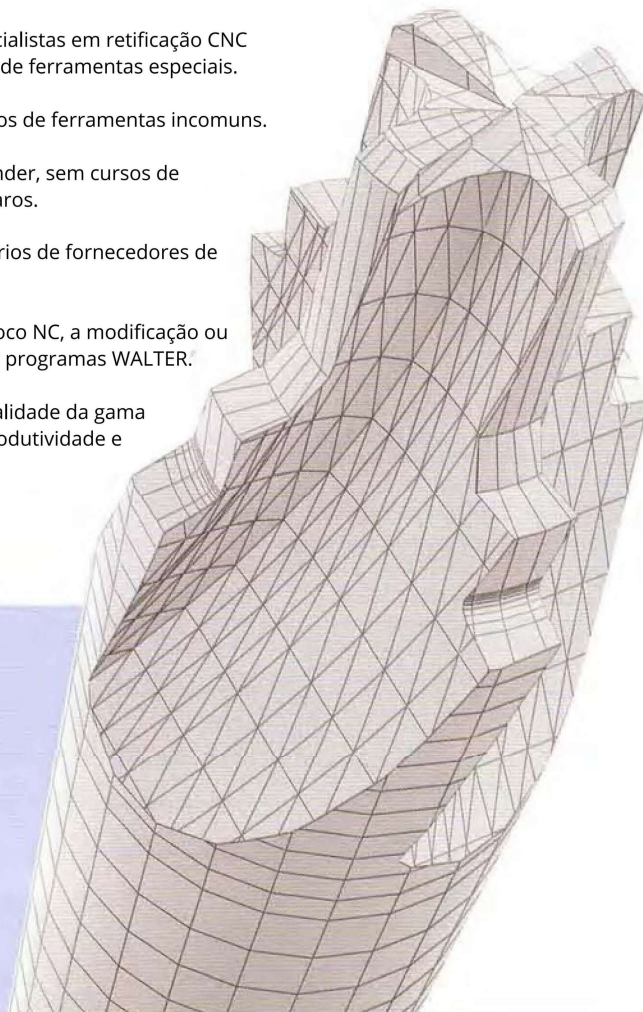 cialistas em retificação CNC
de ferramentas especiais.
os de ferramentas incomuns.
nder, sem cursos de
aros.
rios de fornecedores de
oco NC, a modificação ou
programas WALTER.
alidade da gama
odutividade e